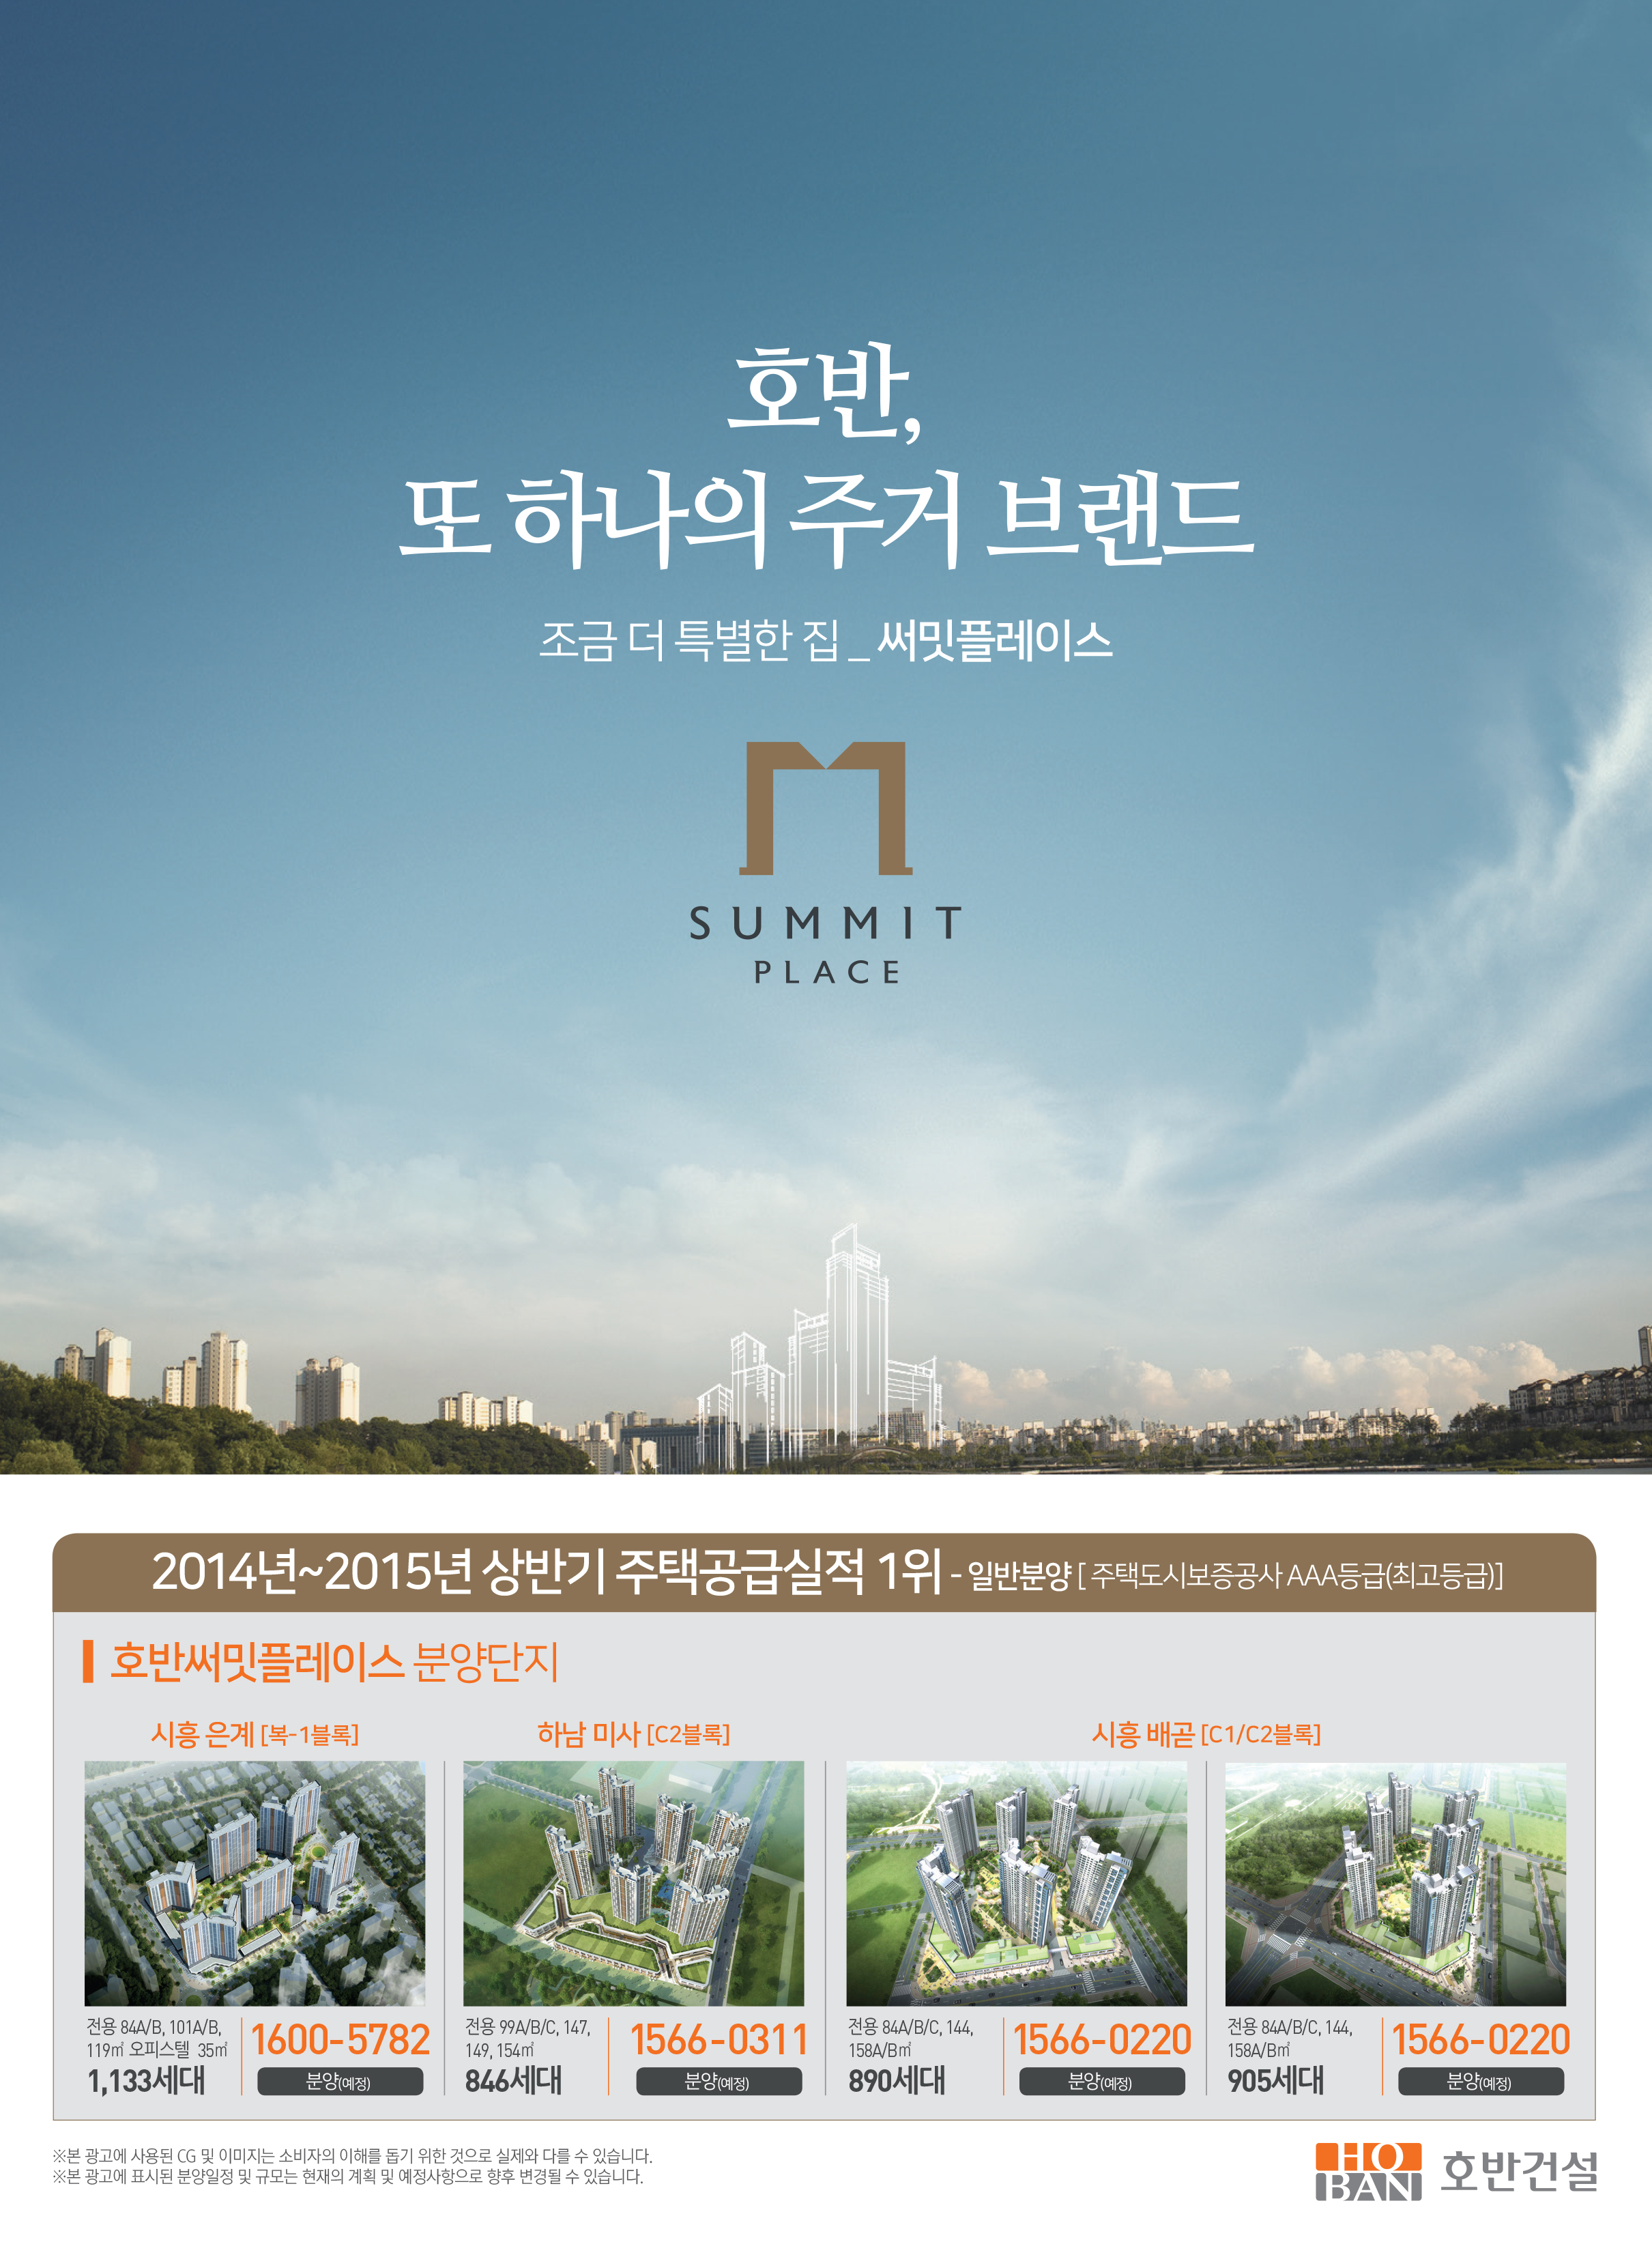 호반,
또 하나의 주거 브랜드
조금 더 특별한 집 _ 써밋플레이스
SUMMIT
PLACE
2014년~2015년 상반기 주택공급실적 1위 - 일반분양 [ 주택도시보증공사 AAA등급(최고등급)]
호반써밋플레이스 분양단지
시흥 은계 [복-1블록]
전용 84A/B, 101A/B,
119㎡ 오피스텔 35㎡
1,133세대
1600-5782
분양(예정)
하남 미사 [C2블록]
전용 99A/B/C, 147,
149, 154㎡
846세대
1566-0311
분양(예정)
시흥 배곧 [C1/C2블록]
전용 84A/B/C, 144,
158A/B㎡
890세대
1566-0220
분양(예정)
전용 84A/B/C, 144,
158A/B㎡
905세대
1566-0220
분양(예정)
※본 광고에 사용된 CG 및 이미지는 소비자의 이해를 돕기 위한 것으로 실제와 다를 수 있습니다.
※본 광고에 표시된 분양일정 및 규모는 현재의 계획 및 예정사항으로 향후 변경될 수 있습니다.
HO
BAN
호반건설